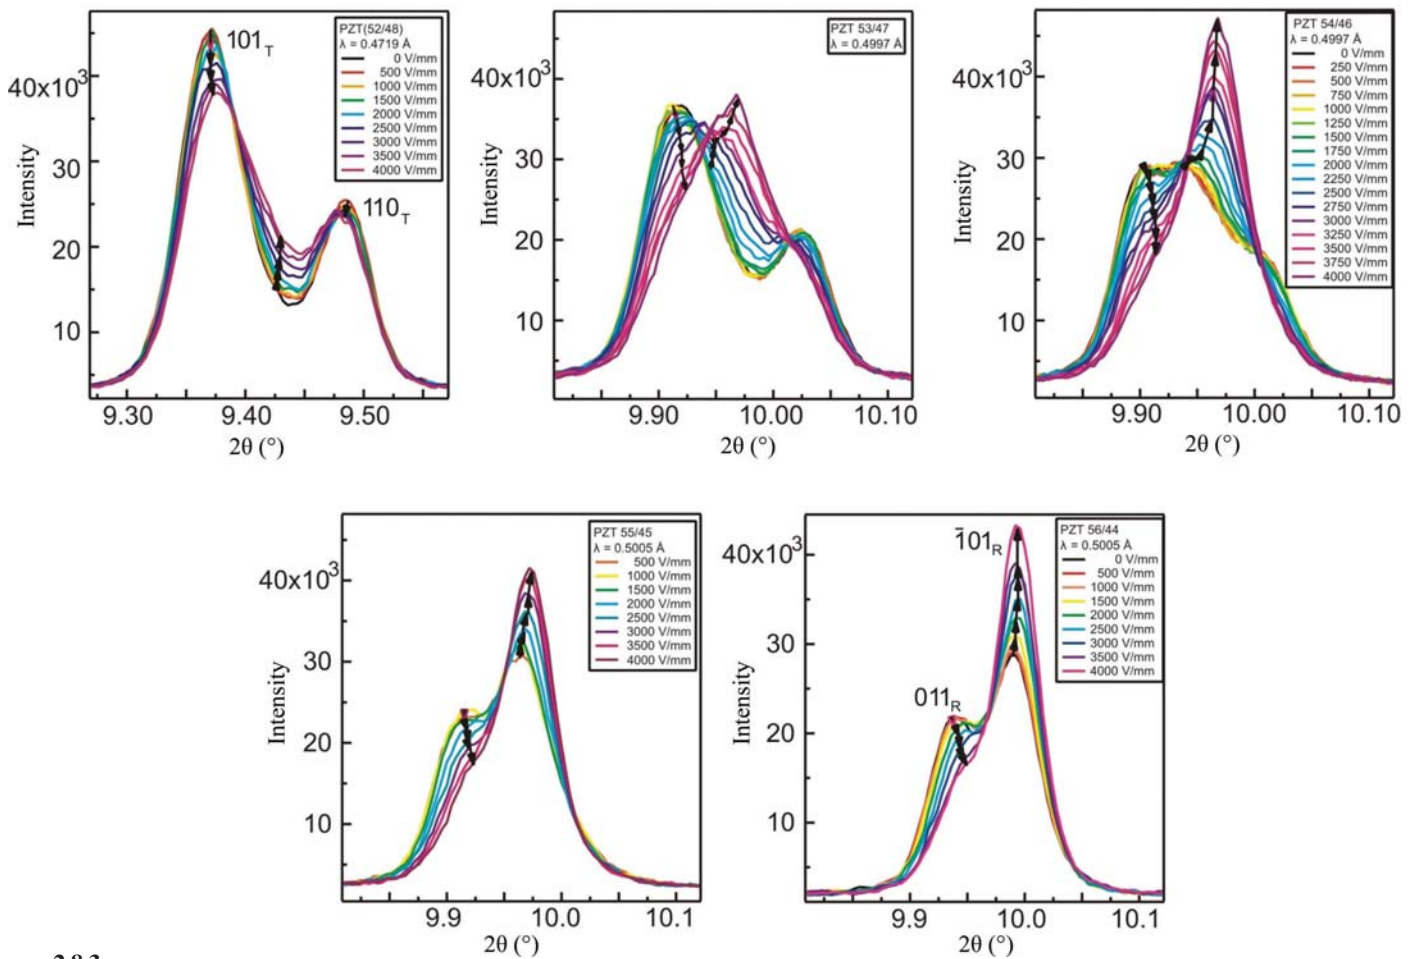 PZT(52/48)
λ = 0.4719 Å
0 V/mm
500 V/mm
1000 V/mm
1500 V/mm
2000 V/mm
2500 V/mm
3000 V/mm
3500 V/mm
4000 V/mm
101 T
110 T
40x10³
30
20
10
Intensity
9.30 9.40 9.50
2θ (°)
PZT 53/47
λ = 0.4997 Å
40x10³
30
20
10
Intensity
9.90 10.00 10.10
2θ (°)
PZT 54/46
λ = 0.4997 Å
0 V/mm
250 V/mm
500 V/mm
750 V/mm
1000 V/mm
1250 V/mm
1500 V/mm
1750 V/mm
2000 V/mm
2250 V/mm
2500 V/mm
2750 V/mm
3000 V/mm
3250 V/mm
3500 V/mm
3750 V/mm
4000 V/mm
40x10³
30
20
10
Intensity
9.90 10.00 10.10
2θ (°)
PZT 55/45
λ = 0.5005 Å
500 V/mm
1000 V/mm
1500 V/mm
2000 V/mm
2500 V/mm
3000 V/mm
3500 V/mm
4000 V/mm
40x10³
30
20
10
Intensity
9.9 10.0 10.1
2θ (°)
PZT 56/44
λ = 0.5005 Å
0 V/mm
500 V/mm
1000 V/mm
1500 V/mm
2000 V/mm
2500 V/mm
3000 V/mm
3500 V/mm
4000 V/mm
1̄01 R
011 R
40x10³
30
20
10
Intensity
9.9 10.0 10.1
2θ (°)